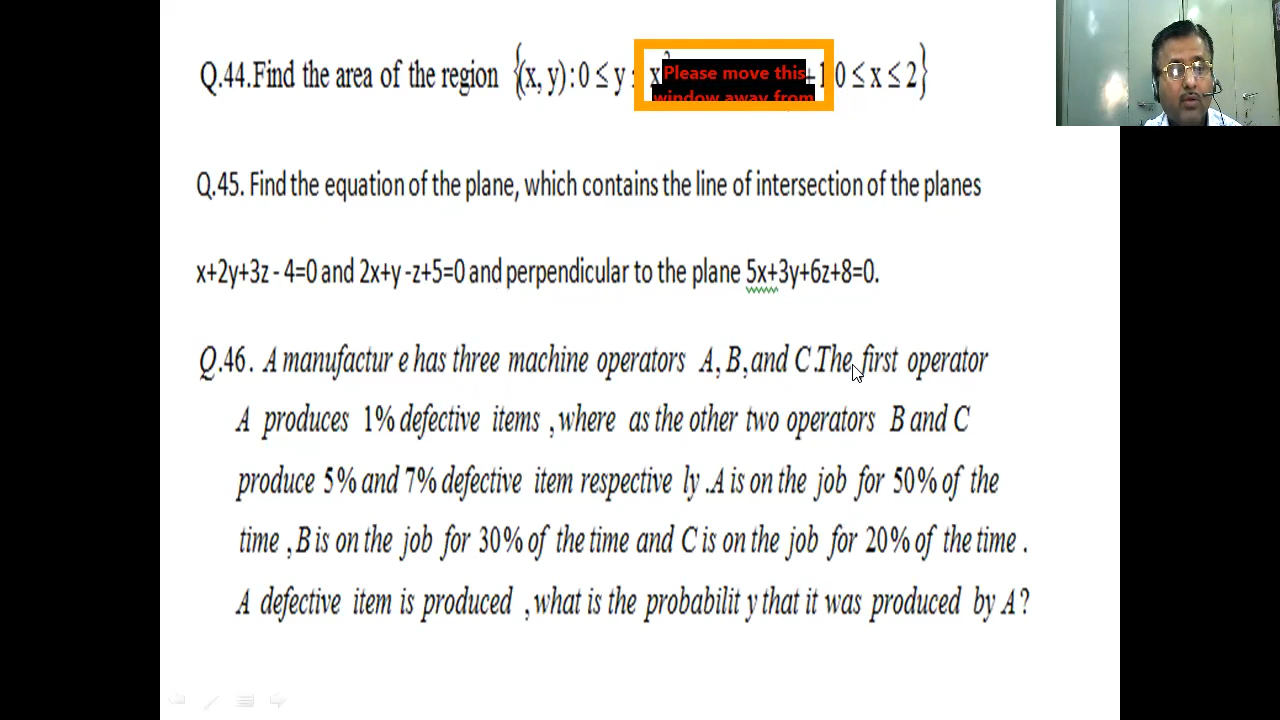 Q.44.Find the area of the region {(x, y) : 0 ≤ y x² +1 0 ≤ x ≤ 2}
Please move this
window away from
Q.45. Find the equation of the plane, which contains the line of intersection of the planes
x+2y+3z - 4=0 and 2x+y -z+5=0 and perpendicular to the plane 5x+3y+6z+8=0.
Q.46. A manufactur e has three machine operators A, B, and C.The first operator
A produces 1% defective items , where as the other two operators B and C
produce 5% and 7% defective item respective ly .A is on the job for 50% of the
time , B is on the job for 30% of the time and C is on the job for 20% of the time .
A defective item is produced , what is the probabilit y that it was produced by A?